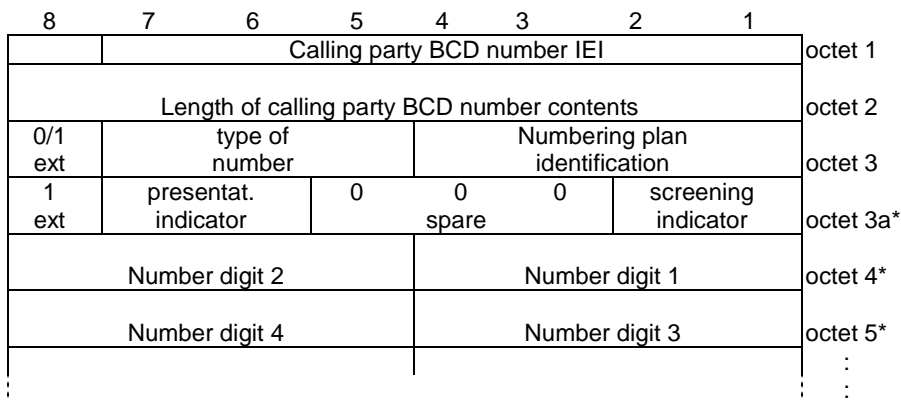 8 7 6 5 4 3 2 1
Calling party BCD number IEI octet 1
Length of calling party BCD number contents octet 2
0/1 type of Numbering plan
ext number identification octet 3
1 presentat. 0 0 0 screening
ext indicator spare indicator octet 3a*
Number digit 2 Number digit 1 octet 4*
Number digit 4 Number digit 3 octet 5*
:
: